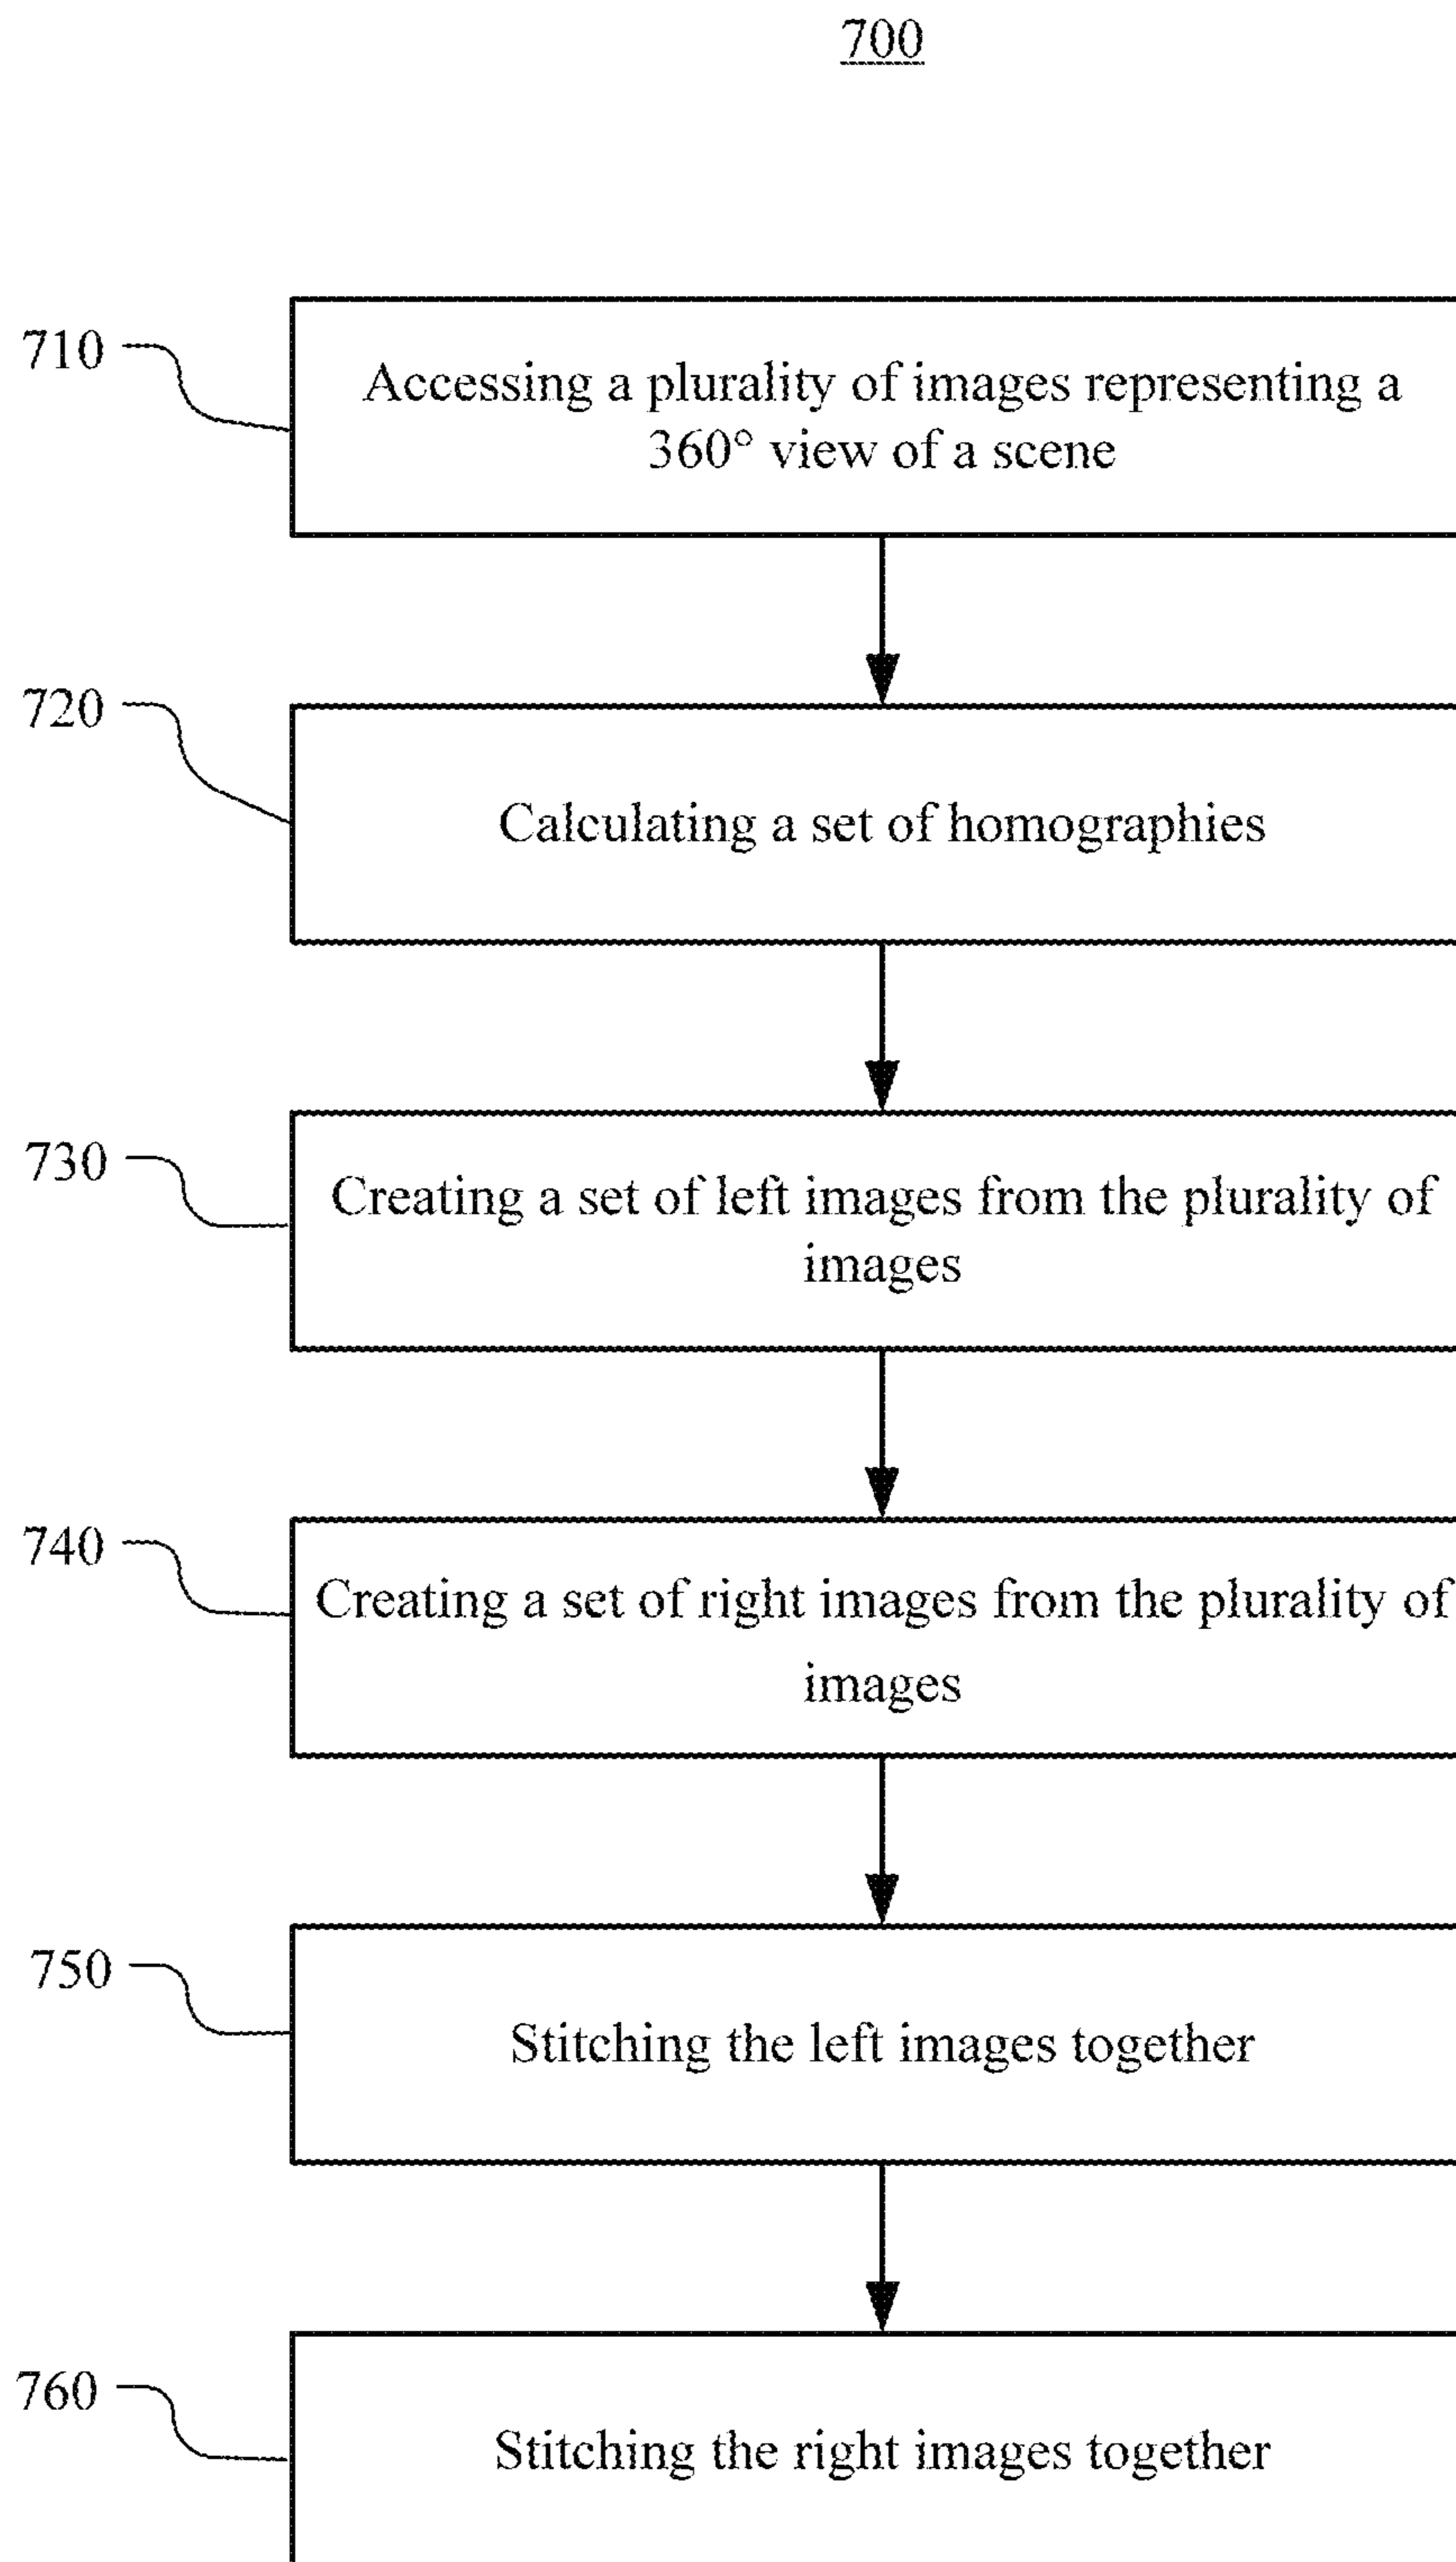 700
710
Accessing a plurality of images representing a
360° view of a scene
720
Calculating a set of homographies
730
Creating a set of left images from the plurality of
images
740
Creating a set of right images from the plurality of
images
750
Stitching the left images together
760
Stitching the right images together